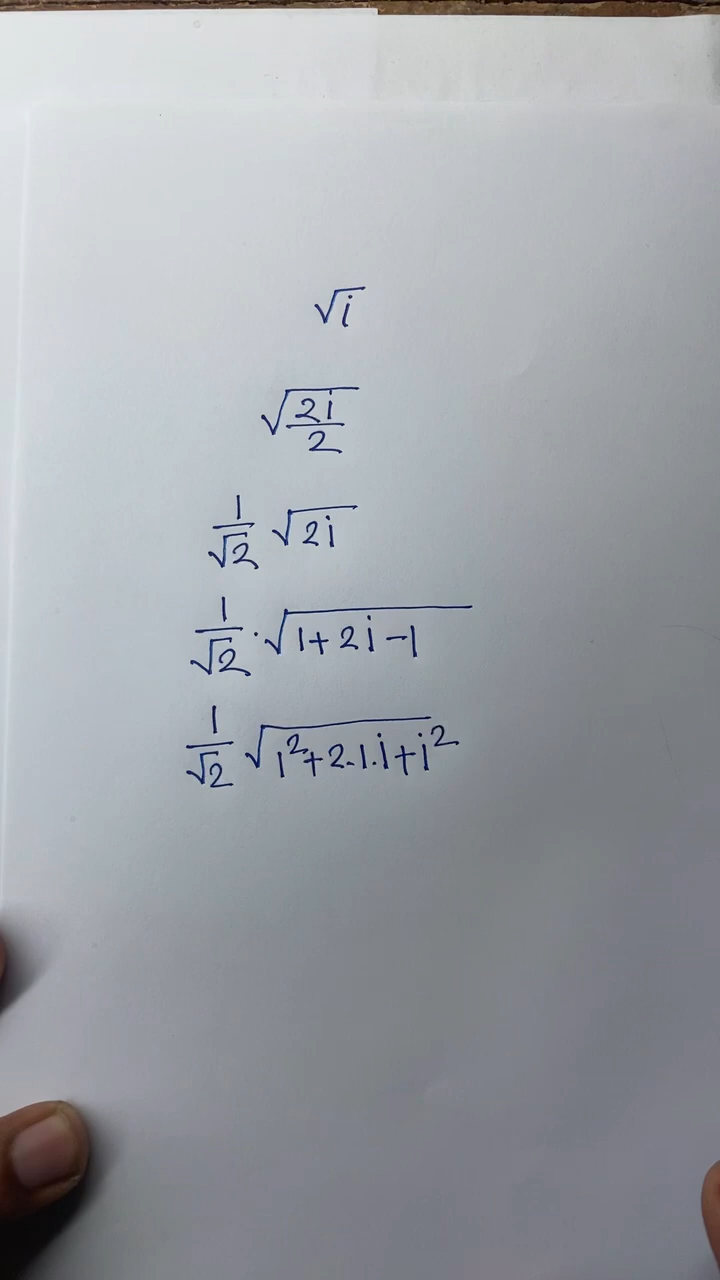 √i
√(2i/2)
1/√2 √2i
1/√2 · √(1+2i-1)
1/√2 √(1²+2.1.i+i²)